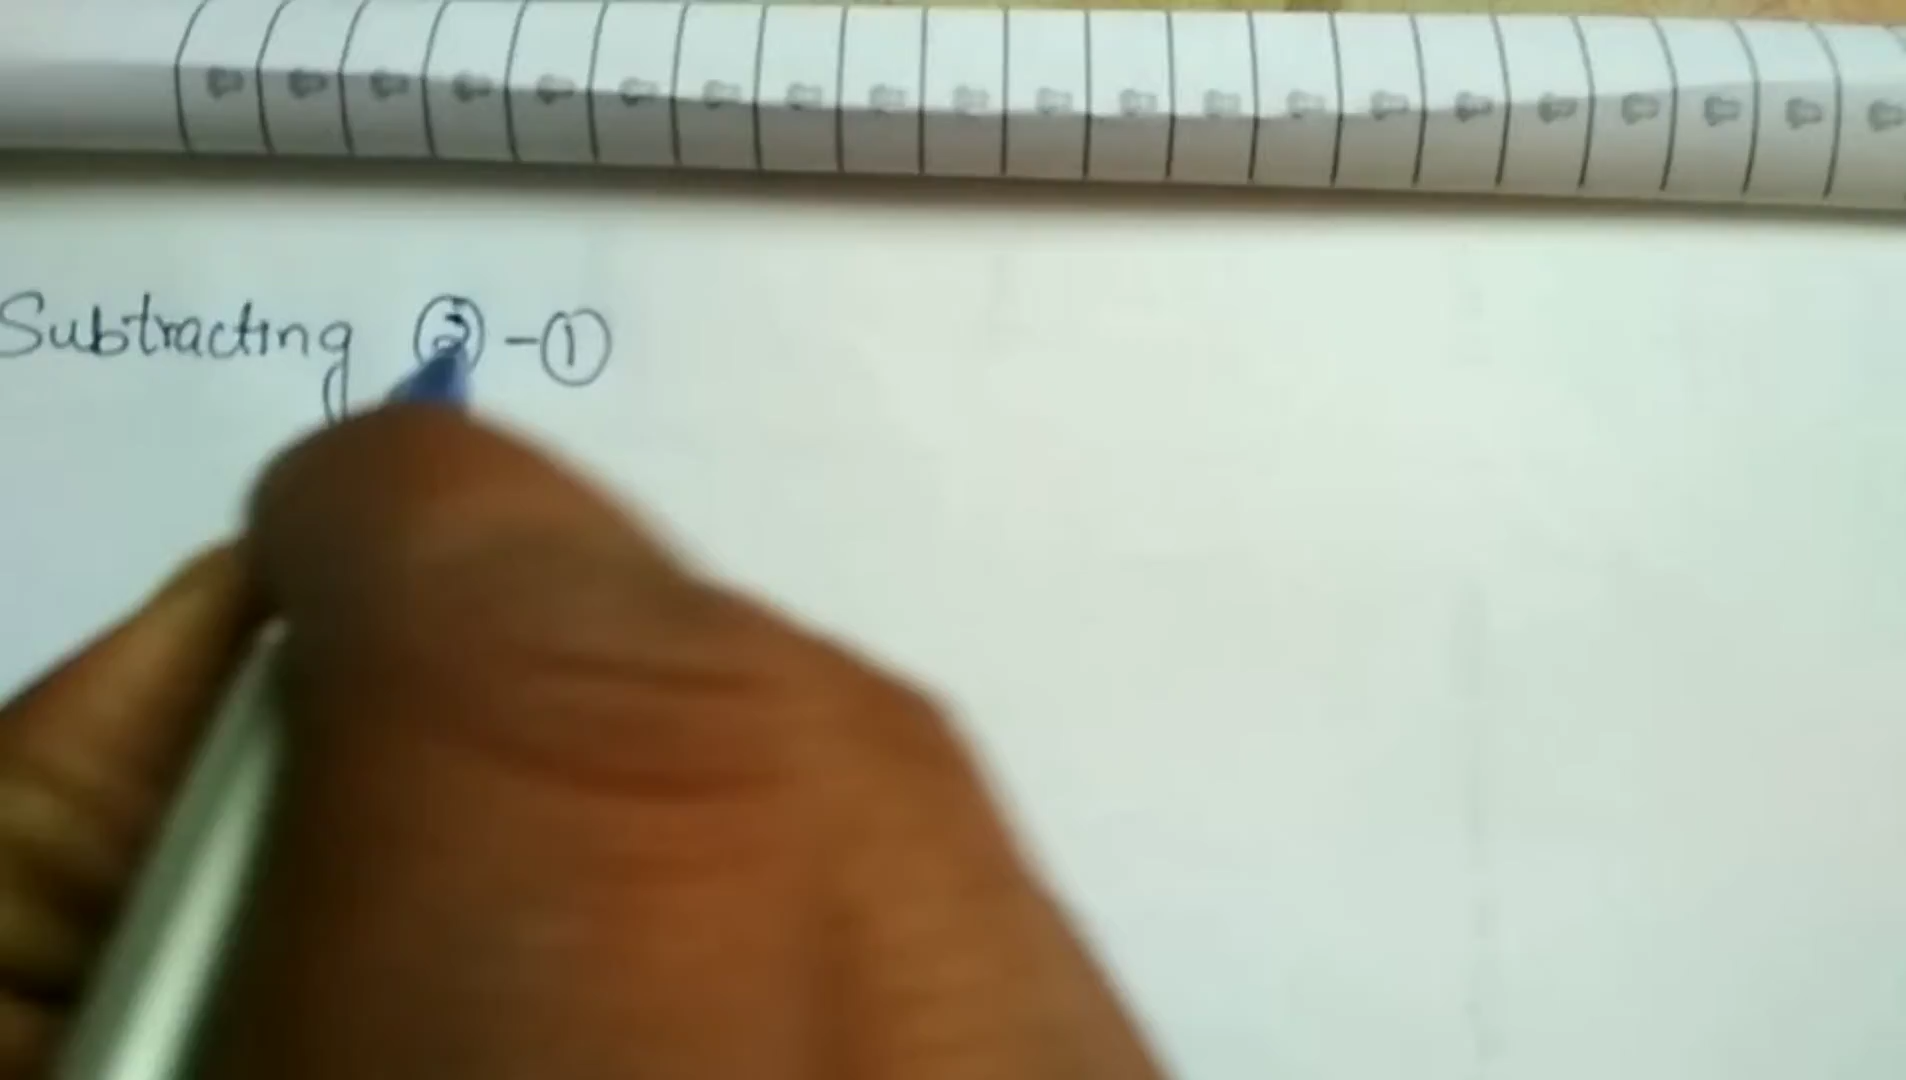 Subtracting ② - ①